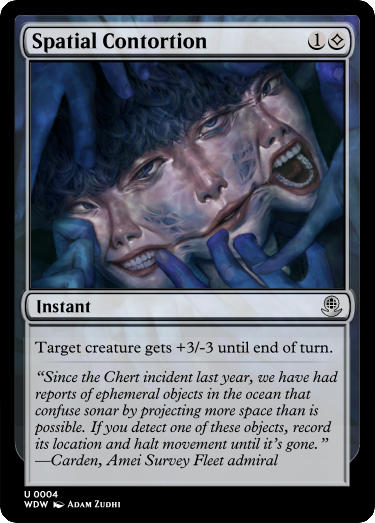 Spatial Contortion 1
Instant
Target creature gets +3/-3 until end of turn.
“Since the Chert incident last year, we have had
reports of ephemeral objects in the ocean that
confuse sonar by projecting more space than is
possible. If you detect one of these objects, record
its location and halt movement until it’s gone.”
—Carden, Amei Survey Fleet admiral
U 0004
WDW Adam Zudhi